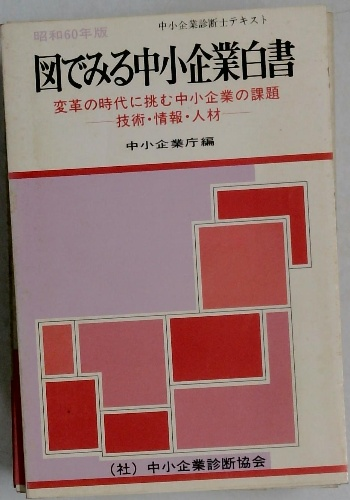 中小企業診断士テキスト
昭和60年版
図でみる中小企業白書
変革の時代に挑む中小企業の課題
——技術・情報・人材——
中小企業庁編
（社）中小企業診断協会